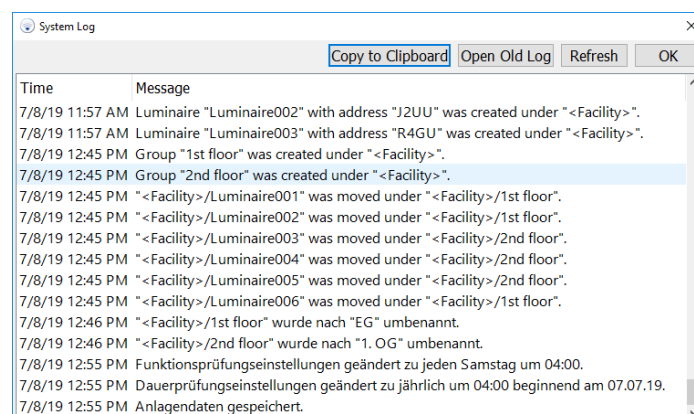 System Log
Copy to Clipboard Open Old Log Refresh OK
Time Message
7/8/19 11:57 AM Luminaire "Luminaire002" with address "J2UU" was created under "<Facility>".
7/8/19 11:57 AM Luminaire "Luminaire003" with address "R4GU" was created under "<Facility>".
7/8/19 12:45 PM Group "1st floor" was created under "<Facility>".
7/8/19 12:45 PM Group "2nd floor" was created under "<Facility>".
7/8/19 12:45 PM "<Facility>/Luminaire001" was moved under "<Facility>/1st floor".
7/8/19 12:45 PM "<Facility>/Luminaire002" was moved under "<Facility>/1st floor".
7/8/19 12:45 PM "<Facility>/Luminaire003" was moved under "<Facility>/2nd floor".
7/8/19 12:45 PM "<Facility>/Luminaire004" was moved under "<Facility>/2nd floor".
7/8/19 12:45 PM "<Facility>/Luminaire005" was moved under "<Facility>/2nd floor".
7/8/19 12:45 PM "<Facility>/Luminaire006" was moved under "<Facility>/1st floor".
7/8/19 12:46 PM "<Facility>/1st floor" wurde nach "EG" umbenannt.
7/8/19 12:46 PM "<Facility>/2nd floor" wurde nach "1. OG" umbenannt.
7/8/19 12:55 PM Funktionsprüfungseinstellungen geändert zu jeden Samstag um 04:00.
7/8/19 12:55 PM Dauerprüfungseinstellungen geändert zu jährlich um 04:00 beginnend am 07.07.19.
7/8/19 12:55 PM Anlagendaten gespeichert.